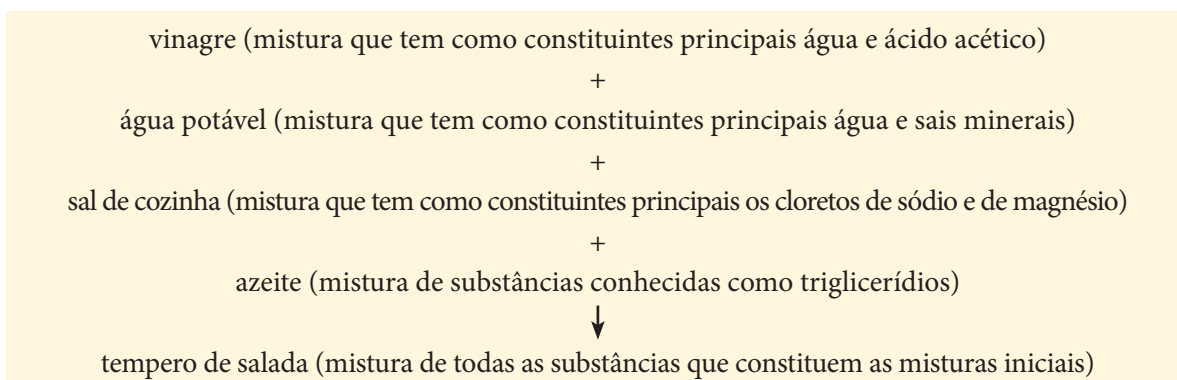 vinagre (mistura que tem como constituintes principais água e ácido acético)
+
água potável (mistura que tem como constituintes principais água e sais minerais)
+
sal de cozinha (mistura que tem como constituintes principais os cloretos de sódio e de magnésio)
+
azeite (mistura de substâncias conhecidas como triglicerídios)
↓
tempero de salada (mistura de todas as substâncias que constituem as misturas iniciais)